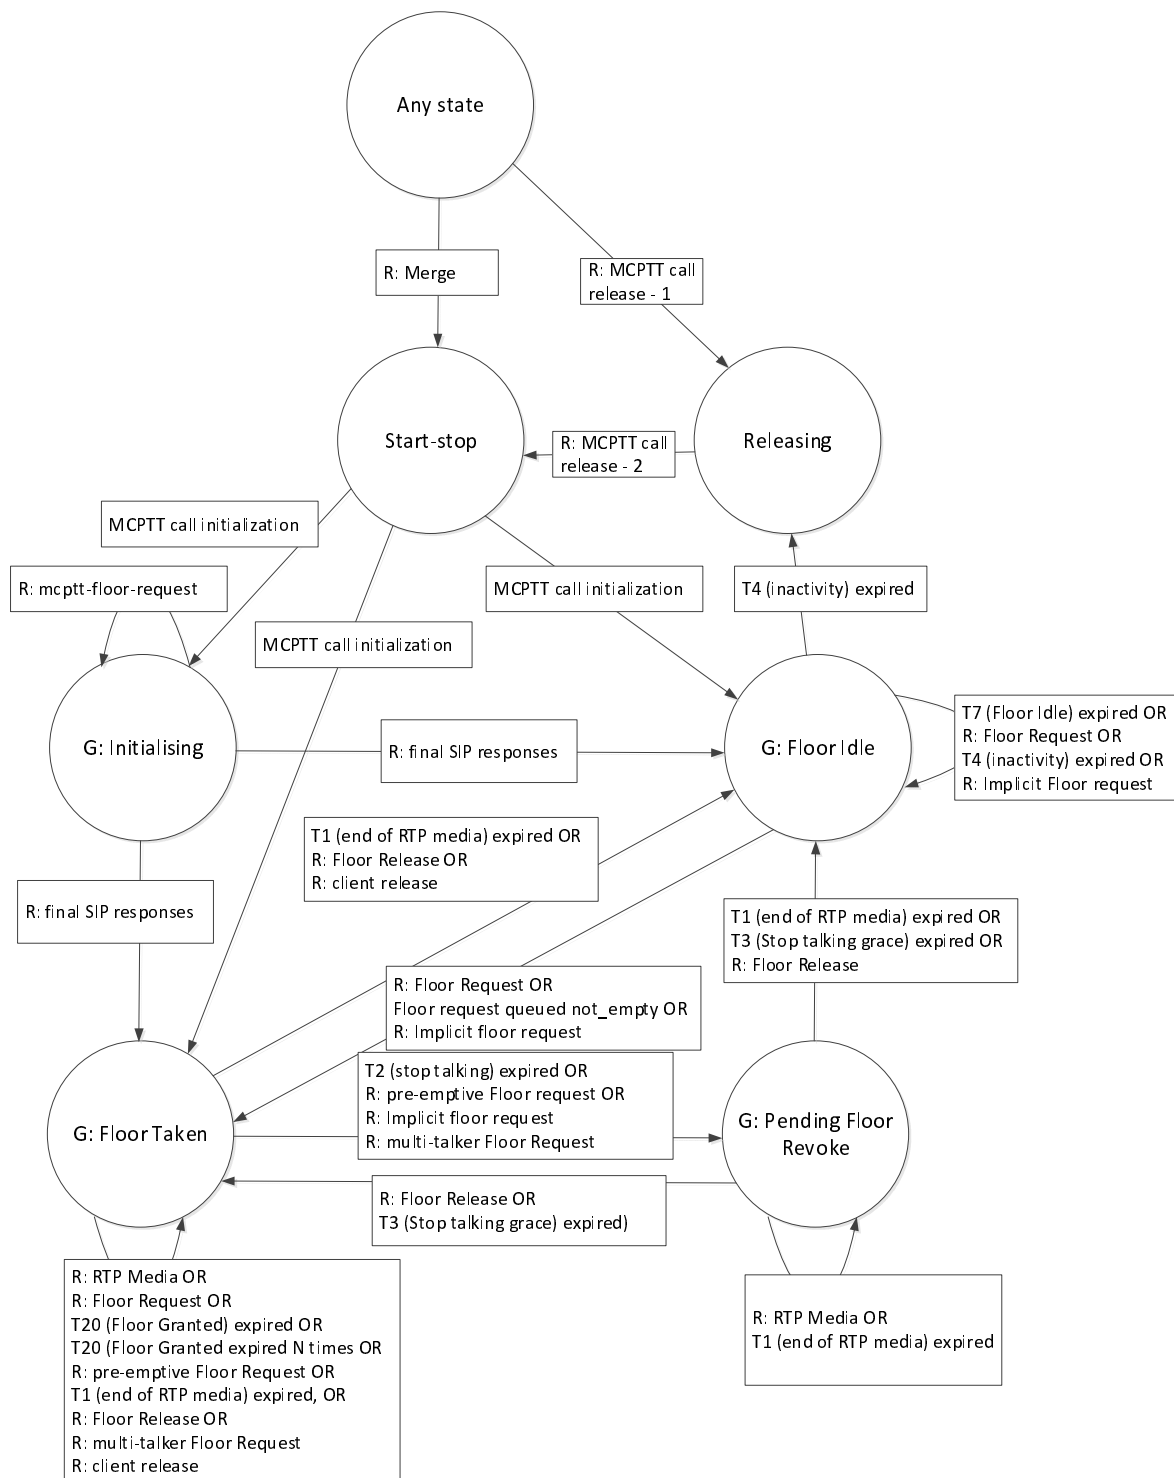 Any state
R: Merge
R: MCPTT call
release - 1
Start-stop
R: MCPTT call
release - 2
Releasing
MCPTT call initialization
R: mcptt-floor-request
MCPTT call initialization
T4 (inactivity) expired
MCPTT call initialization
G: Initialising
R: final SIP responses
G: Floor Idle
T7 (Floor Idle) expired OR
R: Floor Request OR
T4 (inactivity) expired OR
R: Implicit Floor request
T1 (end of RTP media) expired OR
R: Floor Release OR
R: client release
R: final SIP responses
T1 (end of RTP media) expired OR
T3 (Stop talking grace) expired OR
R: Floor Release
R: Floor Request OR
Floor request queued not_empty OR
R: Implicit floor request
T2 (stop talking) expired OR
R: pre-emptive Floor request OR
R: Implicit floor request
R: multi-talker Floor Request
G: Floor Taken
G: Pending Floor
Revoke
R: Floor Release OR
T3 (Stop talking grace) expired)
R: RTP Media OR
R: Floor Request OR
T20 (Floor Granted) expired OR
T20 (Floor Granted expired N times OR
R: pre-emptive Floor Request OR
T1 (end of RTP media) expired, OR
R: Floor Release OR
R: multi-talker Floor Request
R: client release
R: RTP Media OR
T1 (end of RTP media) expired